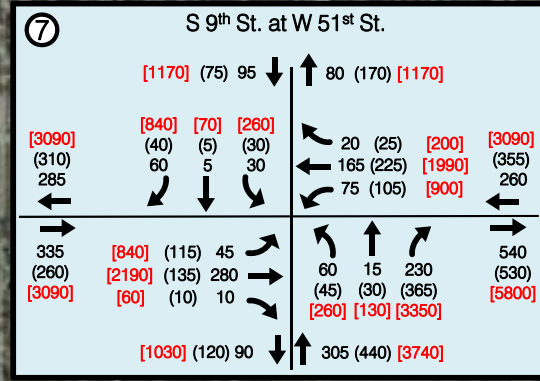 7
S 9th St. at W 51st St.
[1170] (75) 95
80 (170) [1170]
[840] [70] [260]
(40) (5) (30)
60 5 30
20 (25) [200]
165 (225) [1990]
75 (105) [900]
[3090]
(310)
285
[3090]
(355)
260
335
(260)
[3090]
[840] (115) 45
[2190] (135) 280
[60] (10) 10
60 15 230
(45) (30) (365)
[260] [130] [3350]
540
(530)
[5800]
[1030] (120) 90
305 (440) [3740]